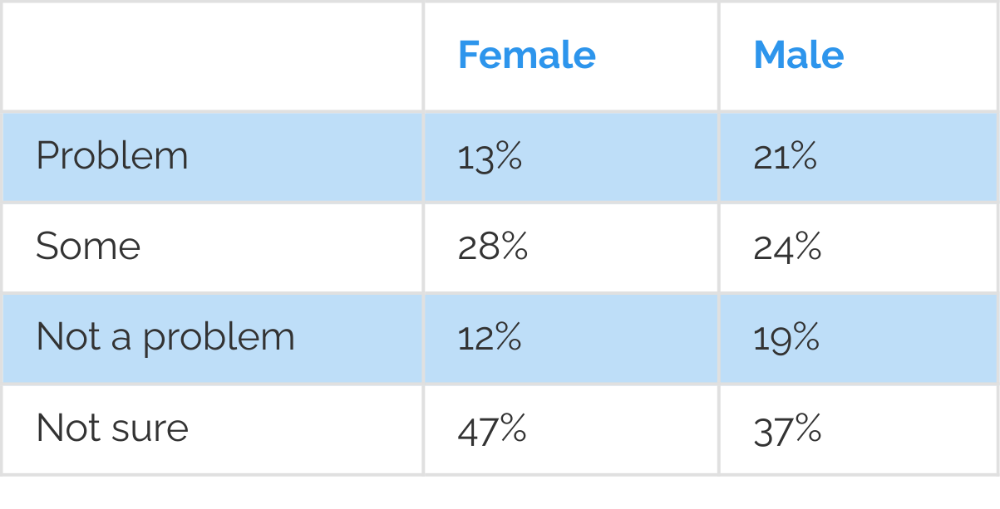 Female Male
Problem 13% 21%
Some 28% 24%
Not a problem 12% 19%
Not sure 47% 37%